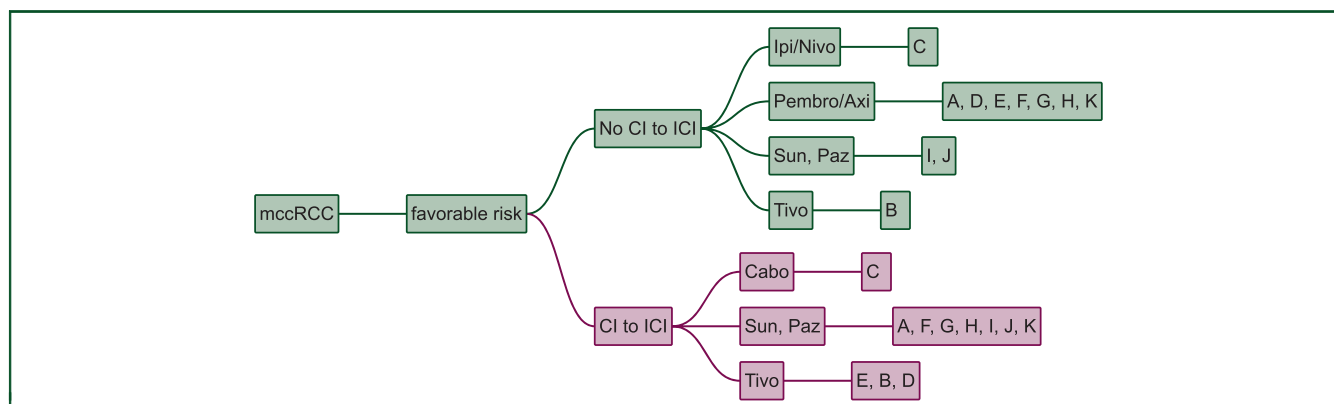 mccRCC
favorable risk
No CI to ICI
Ipi/Nivo
C
Pembro/Axi
A, D, E, F, G, H, K
Sun, Paz
I, J
Tivo
B
CI to ICI
Cabo
C
Sun, Paz
A, F, G, H, I, J, K
Tivo
E, B, D